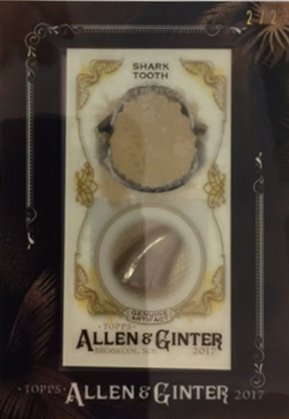 2/2
SHARK
TOOTH
GENUINE
ARTIFACT
TOPPS
ALLEN & GINTER
BROOKLYN, N.Y. 2017
TOPPS ALLEN & GINTER 2017